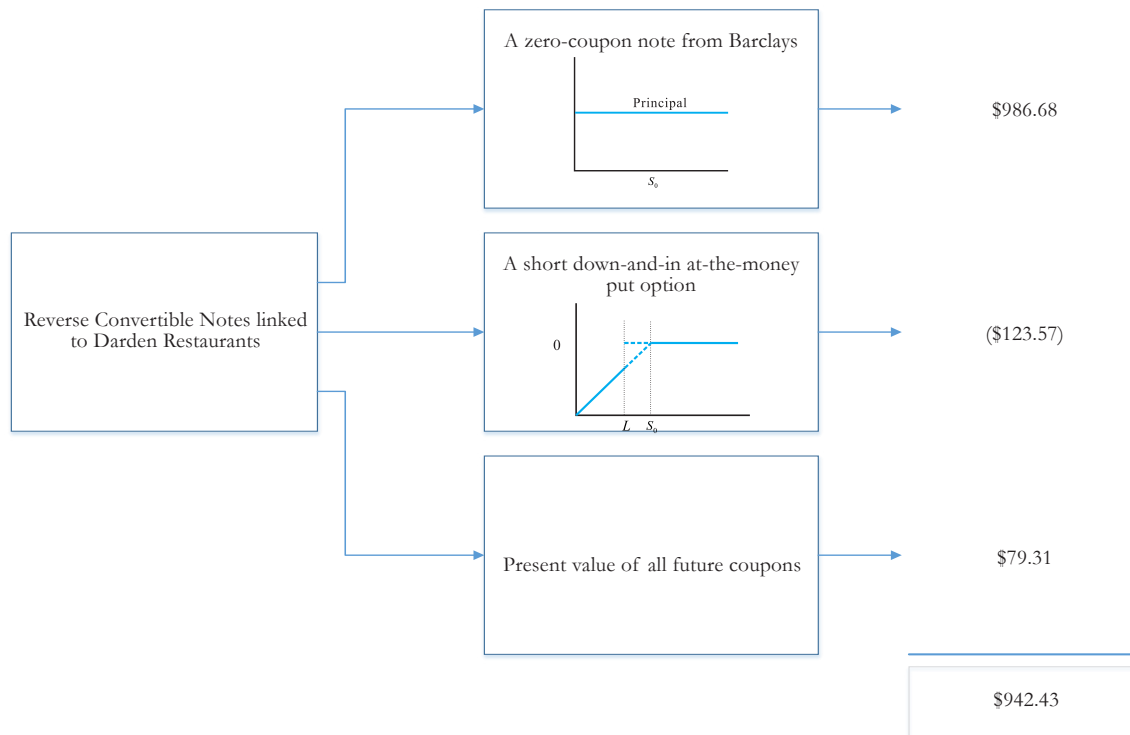 A zero-coupon note from Barclays
Principal
S₀
$986.68
Reverse Convertible Notes linked
to Darden Restaurants
A short down-and-in at-the-money
put option
0
L S₀
($123.57)
Present value of all future coupons
$79.31
$942.43